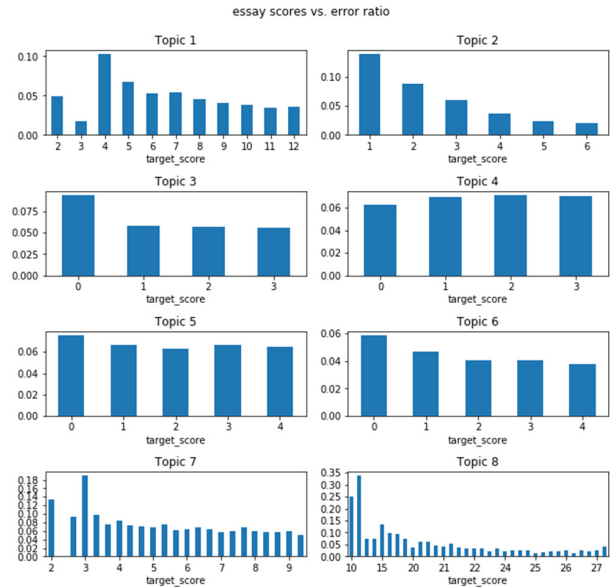 essay scores vs. error ratio
Topic 1
0.10
0.05
0.00
2 3 4 5 6 7 8 9 10 11 12
target_score
Topic 2
0.10
0.05
0.00
1 2 3 4 5 6
target_score
Topic 3
0.075
0.050
0.025
0.000
0 1 2 3
target_score
Topic 4
0.06
0.04
0.02
0.00
0 1 2 3
target_score
Topic 5
0.06
0.04
0.02
0.00
0 1 2 3 4
target_score
Topic 6
0.06
0.04
0.02
0.00
0 1 2 3 4
target_score
Topic 7
0.18
0.16
0.14
0.12
0.10
0.08
0.06
0.04
0.02
0.00
2 3 4 5 6 7 8 9
target_score
Topic 8
0.35
0.30
0.25
0.20
0.15
0.10
0.05
0.00
10 15 20 21 23 24 25 26 27
target_score